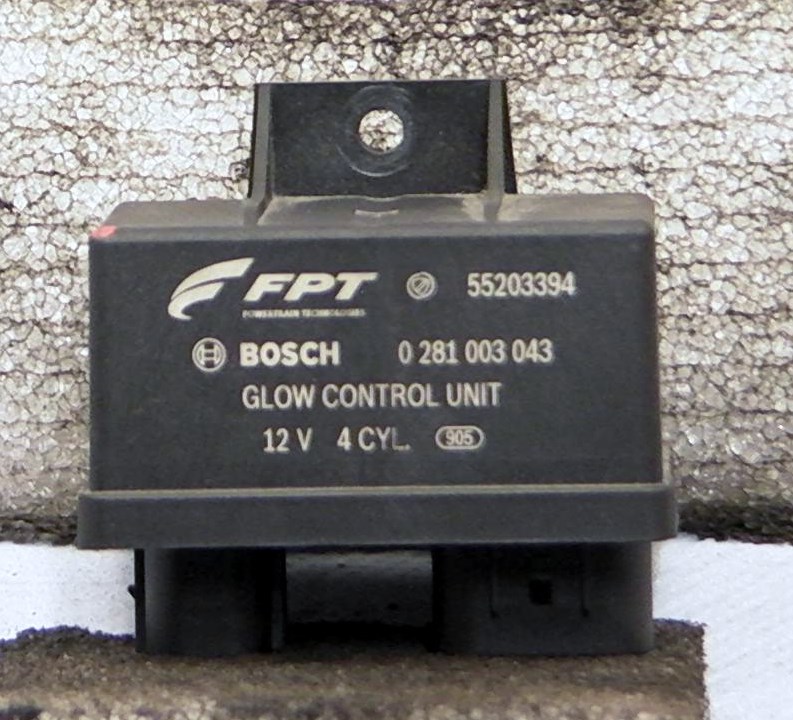 FPT 55203394
POWERTRAIN TECHNOLOGIES
BOSCH 0 281 003 043
GLOW CONTROL UNIT
12 V 4 CYL. 905